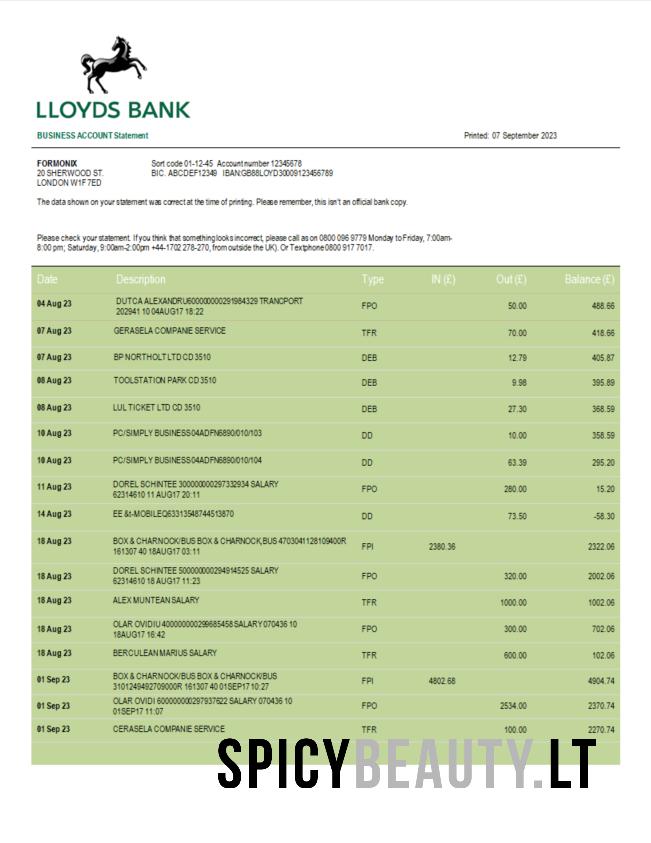 LLOYDS BANK
BUSINESS ACCOUNT Statement Printed: 07 September 2023
FORMONIX Sort code 01-12-45 Account number 12345678
20 SHERWOOD ST. BIC. ABCDEF12349 IBAN:GB88LOYD30009123456789
LONDON W1F 7ED
The data shown on your statement was correct at the time of printing. Please remember, this isn't an official bank copy.
Please check your statement. If you think that something looks incorrect, please call as on 0800 096 9779 Monday to Friday, 7:00am-
8:00 pm; Saturday, 9:00am-2:00pm +44-1702 278-270, from outside the UK). Or Textphone 0800 917 7017.
Date Description Type IN (£) Out (£) Balance (£)
04 Aug 23 DUTCA ALEXANDRU600000000291984329 TRANCPORT FPO 50.00 488.66
202941 10 04AUG17 18:22
07 Aug 23 GERASELA COMPANIE SERVICE TFR 70.00 418.66
07 Aug 23 BP NORTHOLT LTD CD 3510 DEB 12.79 405.87
08 Aug 23 TOOLSTATION PARK CD 3510 DEB 9.98 395.89
08 Aug 23 LUL TICKET LTD CD 3510 DEB 27.30 368.59
10 Aug 23 PC/SIMPLY BUSINESS04ADFN6890/010/103 DD 10.00 358.59
10 Aug 23 PC/SIMPLY BUSINESS04ADFN6890/010/104 DD 63.39 295.20
11 Aug 23 DOREL SCHINTEE 300000000297332934 SALARY FPO 280.00 15.20
62314610 11 AUG17 20:11
14 Aug 23 EE &t-MOBILEQ63313548744513870 DD 73.50 -58.30
18 Aug 23 BOX & CHARNOCK/BUS BOX & CHARNOCK,BUS 4703041128109400R FPI 2380.36 2322.06
161307 40 18AUG17 03:11
18 Aug 23 DOREL SCHINTEE 500000000294914525 SALARY FPO 320.00 2002.06
62314610 18 AUG17 11:23
18 Aug 23 ALEX MUNTEAN SALARY TFR 1000.00 1002.06
18 Aug 23 OLAR OVIDIU 400000000299685458 SALARY 070436 10 FPO 300.00 702.06
18AUG17 16:42
18 Aug 23 BERCULEAN MARIUS SALARY TFR 600.00 102.06
01 Sep 23 BOX & CHARNOCK/BUS BOX & CHARNOCK/BUS FPI 4802.68 4904.74
3101249492709000R 161307 40 01SEP17 10:27
01 Sep 23 OLAR OVIDI 600000000297937622 SALARY 070436 10 FPO 2534.00 2370.74
01SEP17 11:07
01 Sep 23 CERASELA COMPANIE SERVICE TFR 100.00 2270.74
SPICYBEAUTY.LT